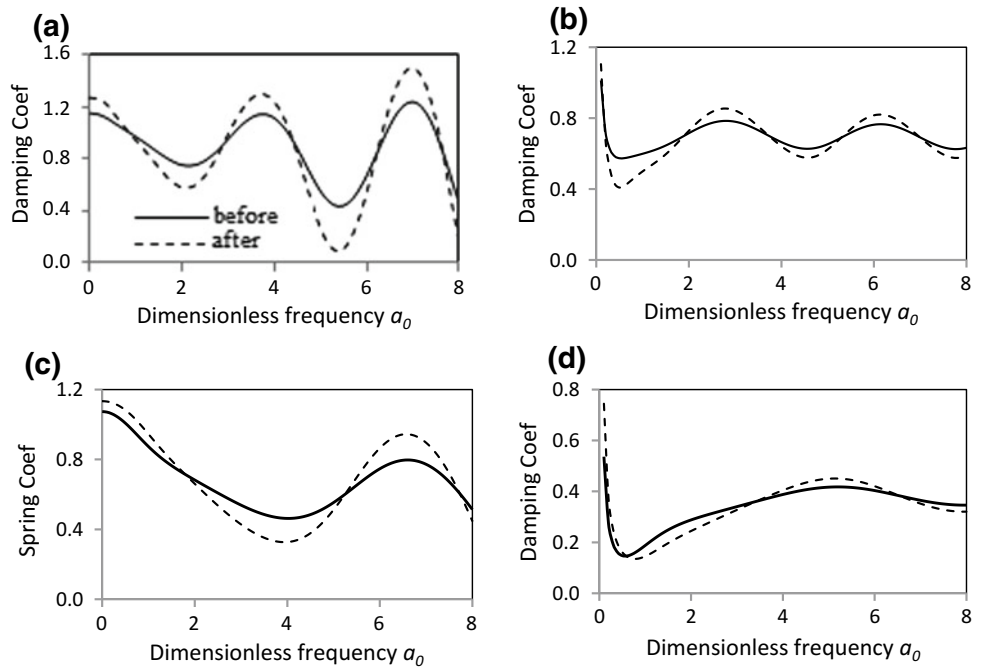 (a)
Damping Coef
1.6
1.2
0.8
0.4
0.0
before
after
0 2 4 6 8
Dimensionless frequency a₀
(b)
Damping Coef
1.2
0.8
0.4
0.0
0 2 4 6 8
Dimensionless frequency a₀
(c)
Spring Coef
1.2
0.8
0.4
0.0
0 2 4 6 8
Dimensionless frequency a₀
(d)
Damping Coef
0.8
0.6
0.4
0.2
0.0
0 2 4 6 8
Dimensionless frequency a₀